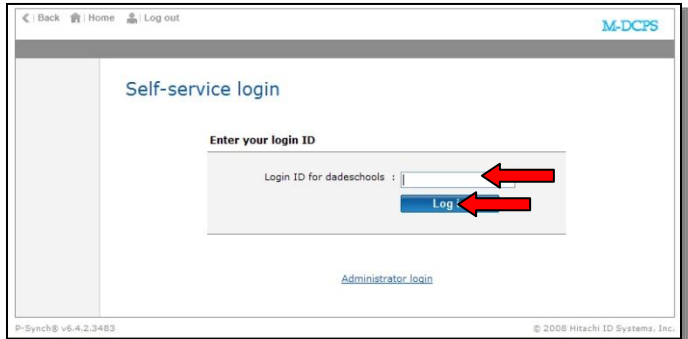 < | Back | Home | Log out
M-DCPS
Self-service login
Enter your login ID
Login ID for dadeschools :
Log
Administrator login
P-Synch® v6.4.2.3483
© 2008 Hitachi ID Systems, Inc.